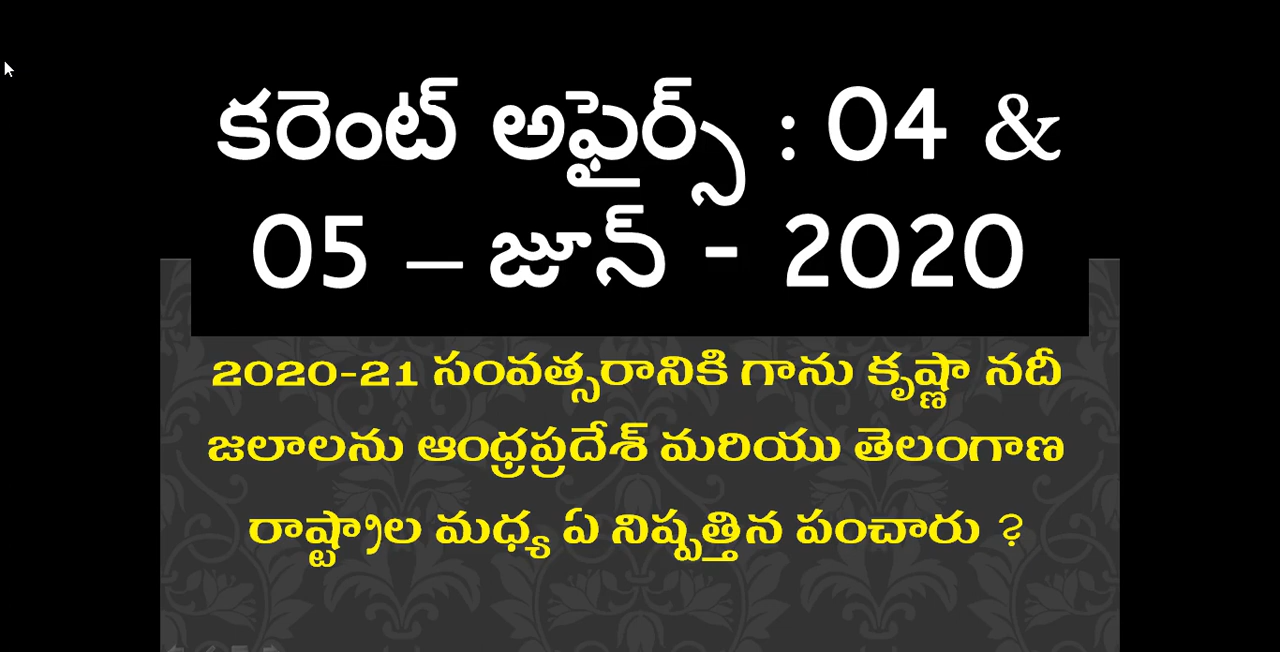 కరెంట్ అఫైర్స్ : 04 &
05 – జూన్ - 2020
2020-21 సంవత్సరానికి గాను కృష్ణా నదీ
జలాలను ఆంధ్రప్రదేశ్ మరియు తెలంగాణ
రాష్ట్రాల మధ్య ఏ నిష్పత్తిన పంచారు ?